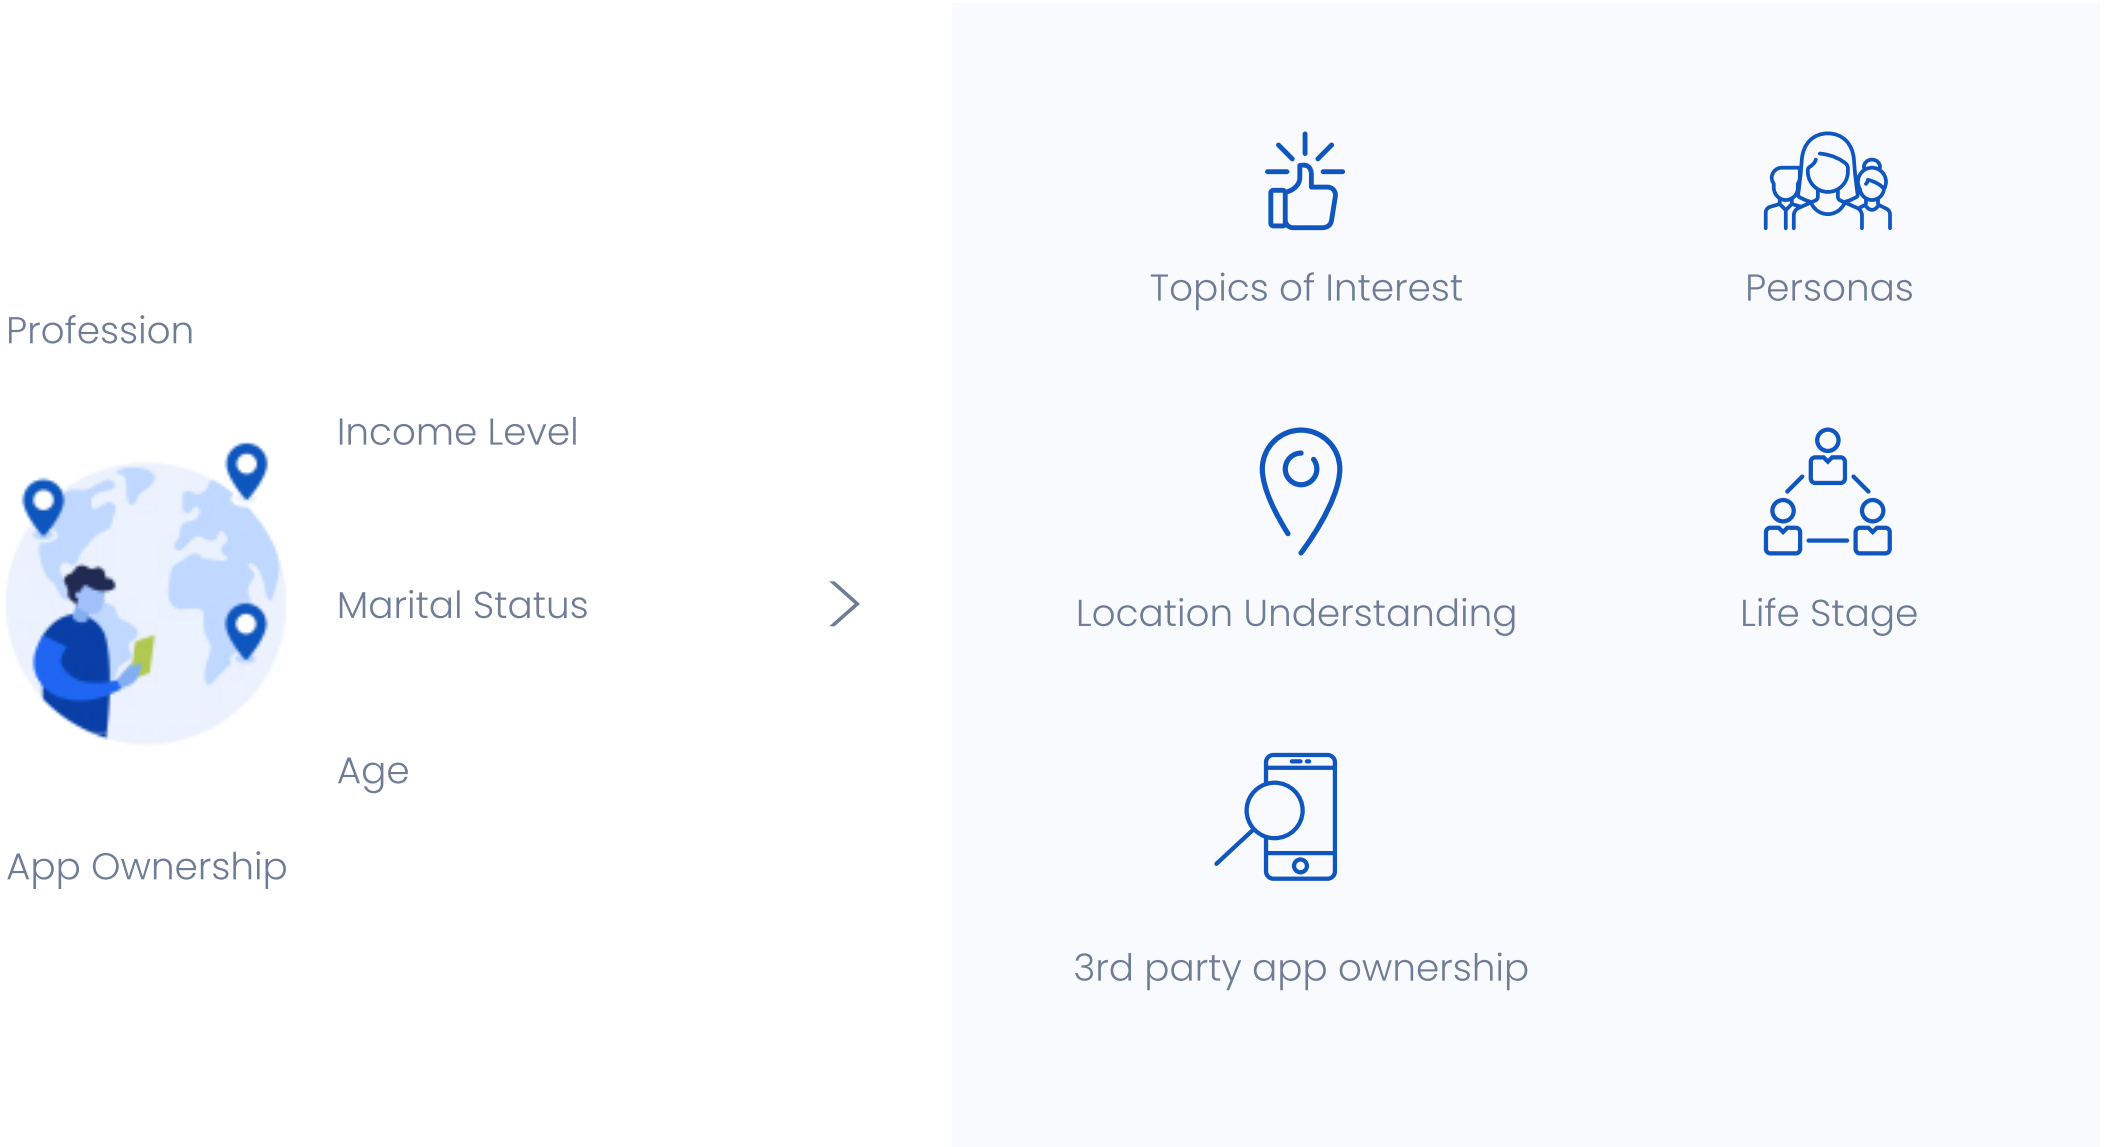 Profession
Income Level
Marital Status
Age
App Ownership
Topics of Interest
Personas
Location Understanding
Life Stage
3rd party app ownership